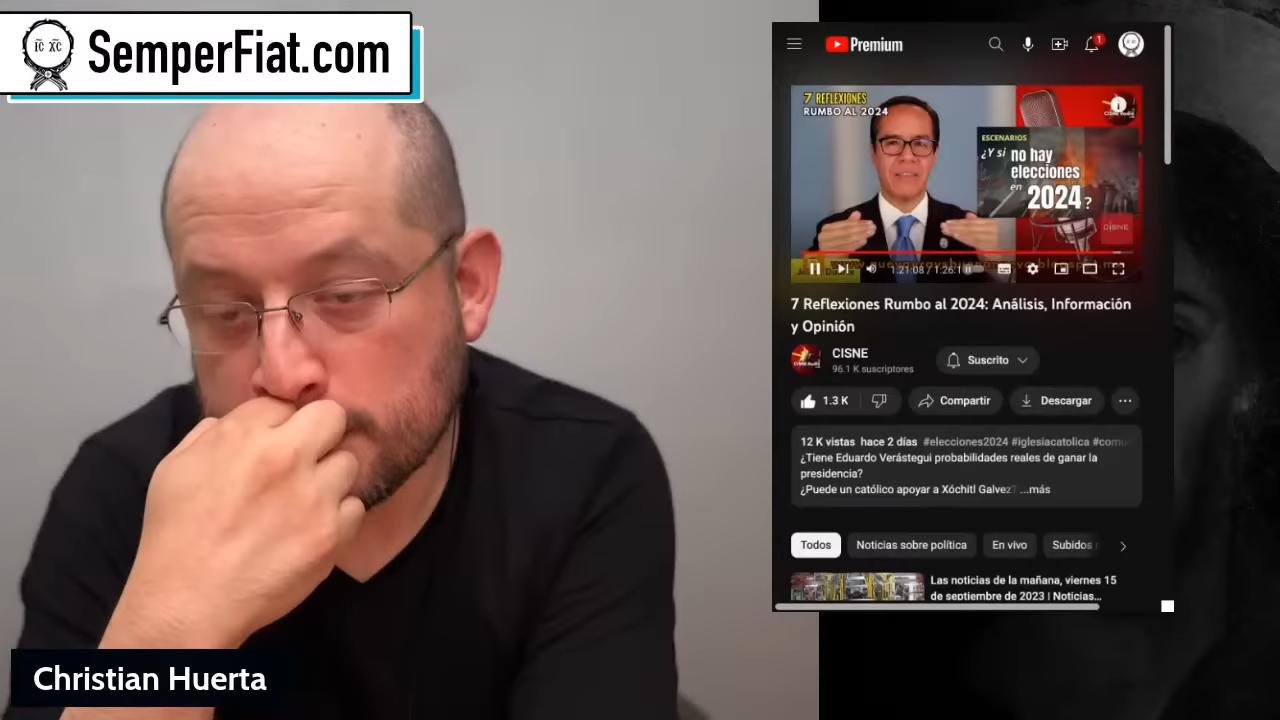 IC XC
SemperFiat.com
Premium
1
7 REFLEXIONES
RUMBO AL 2024
ESCENARIOS
¿Y si no hay
elecciones
en 2024?
CISNE
1:21:08 / 1:26:1
7 Reflexiones Rumbo al 2024: Análisis, Información
y Opinión
CISNE
96.1 K suscriptores
Suscrito
1.3 K
Compartir
Descargar
12 K vistas hace 2 días #elecciones2024 #iglesiacatolica #comu
¿Tiene Eduardo Verástegui probabilidades reales de ganar la
presidencia?
¿Puede un católico apoyar a Xóchitl Galvez? ...más
Todos
Noticias sobre política
En vivo
Subidos
Las noticias de la mañana, viernes 15
de septiembre de 2023 | Noticias...
Christian Huerta